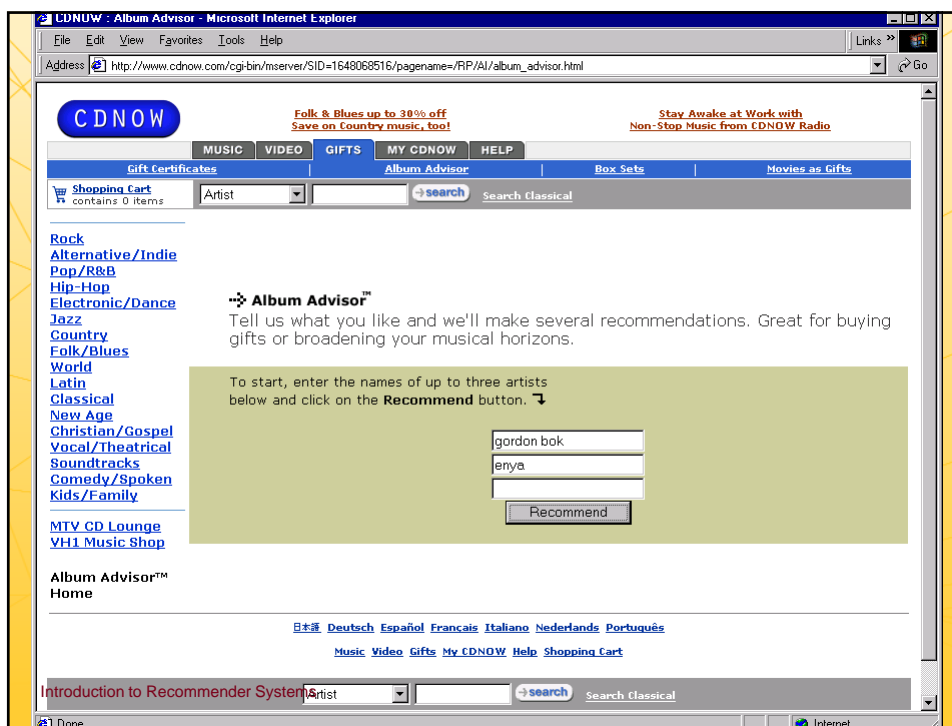 CDNOW : Album Advisor - Microsoft Internet Explorer
File Edit View Favorites Tools Help Links »
Address http://www.cdnow.com/cgi-bin/mserver/SID=1648068516/pagename=/RP/AI/album_advisor.html Go
CDNOW
Folk & Blues up to 30% off
Save on Country music, too!
Stay Awake at Work with
Non-Stop Music from CDNOW Radio
MUSIC VIDEO GIFTS MY CDNOW HELP
Gift Certificates | Album Advisor | Box Sets | Movies as Gifts
Shopping Cart
contains 0 items
Artist search Search Classical
Rock
Alternative/Indie
Pop/R&B
Hip-Hop
Electronic/Dance
Jazz
Country
Folk/Blues
World
Latin
Classical
New Age
Christian/Gospel
Vocal/Theatrical
Soundtracks
Comedy/Spoken
Kids/Family
MTV CD Lounge
VH1 Music Shop
Album Advisor™
Home
Album Advisor™
Tell us what you like and we'll make several recommendations. Great for buying
gifts or broadening your musical horizons.
To start, enter the names of up to three artists
below and click on the Recommend button.
gordon bok
enya
Recommend
日本語 Deutsch Español Français Italiano Nederlands Português
Music Video Gifts My CDNOW Help Shopping Cart
Introduction to Recommender Systems
Artist search Search Classical
Done Internet